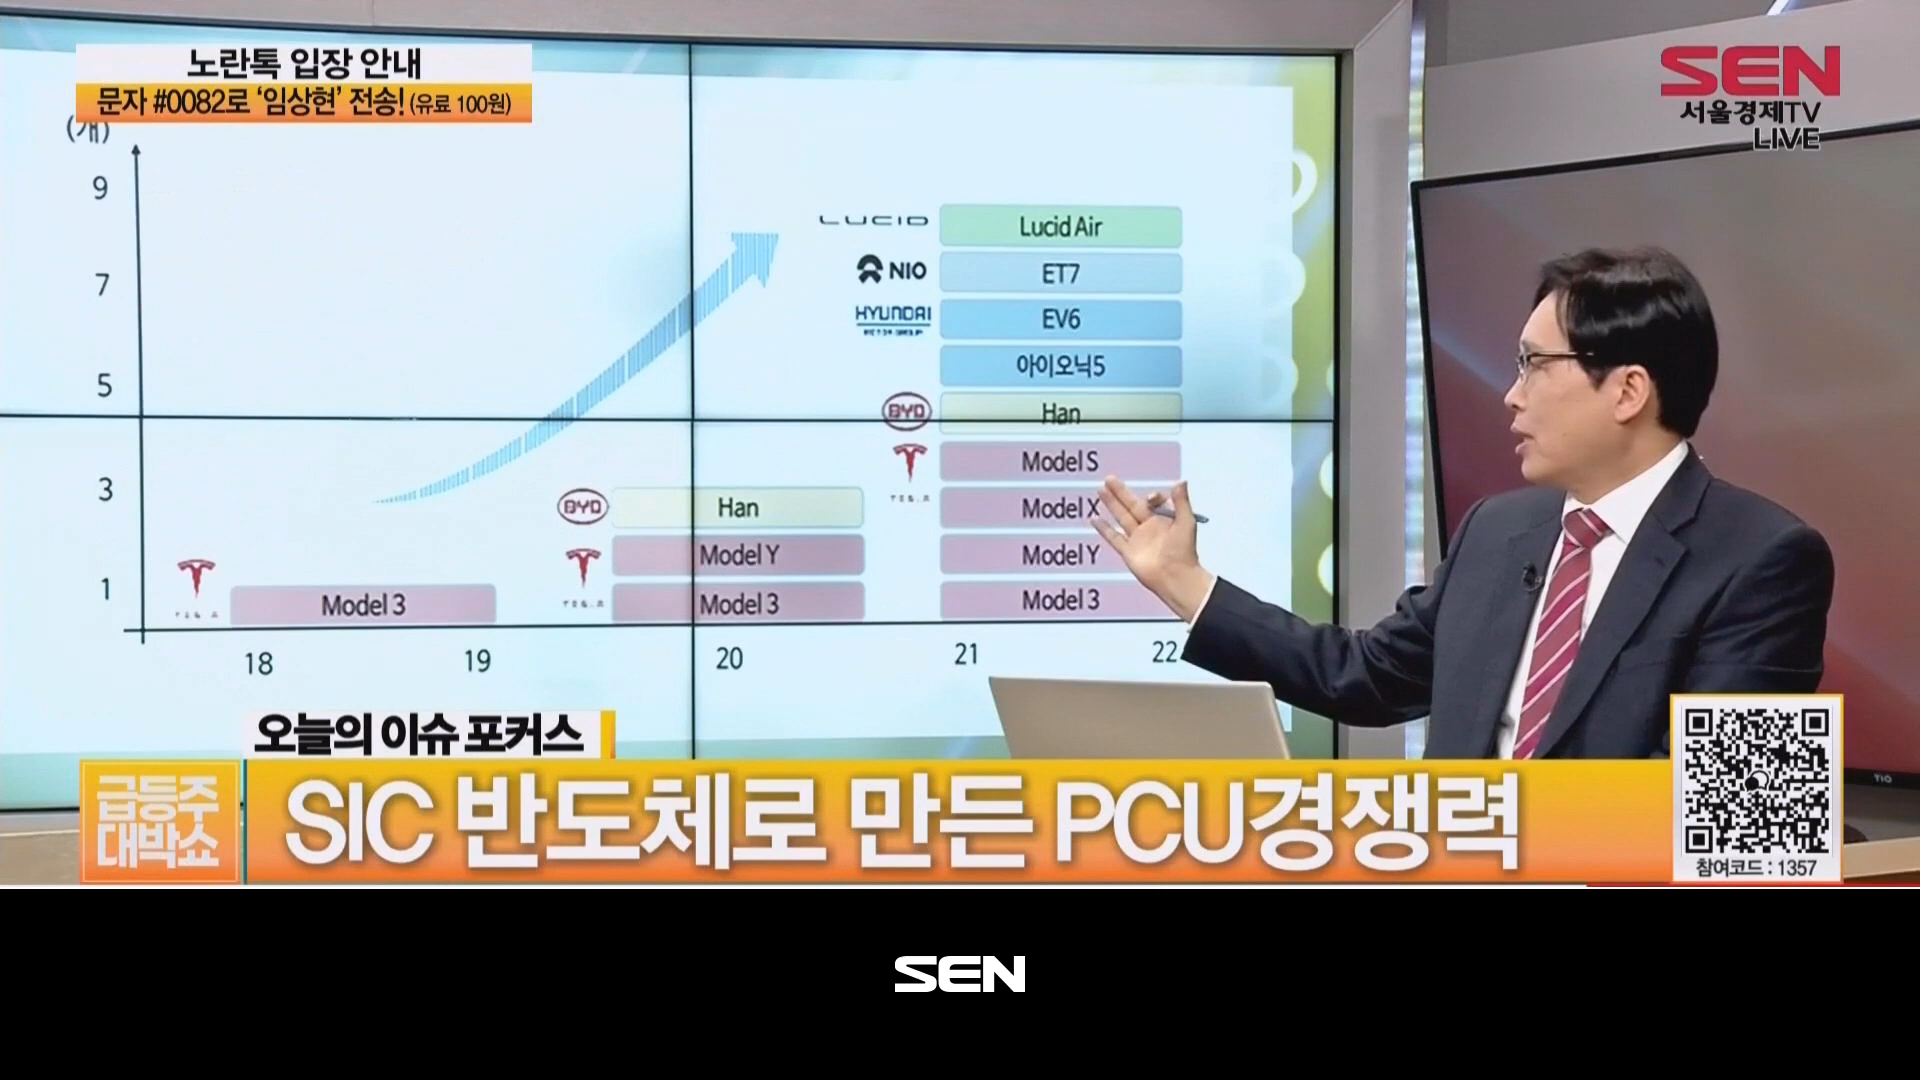 노란톡 입장 안내
문자 #0082로 '임상현' 전송! (유료 100원)
SEN
서울경제TV
LIVE
(개)
9
7
5
3
1
LUCID
Lucid Air
NIO
ET7
HYUNDAI
MOTOR GROUP
EV6
아이오닉5
BYD
Han
Model S
TESLA
Model X
Model Y
Model 3
BYD
Han
Model Y
TESLA
Model 3
TESLA
Model 3
18
19
20
21
22
오늘의 이슈 포커스
급등주
대박쇼
SIC 반도체로 만든 PCU경쟁력
참여코드 : 1357
SEN